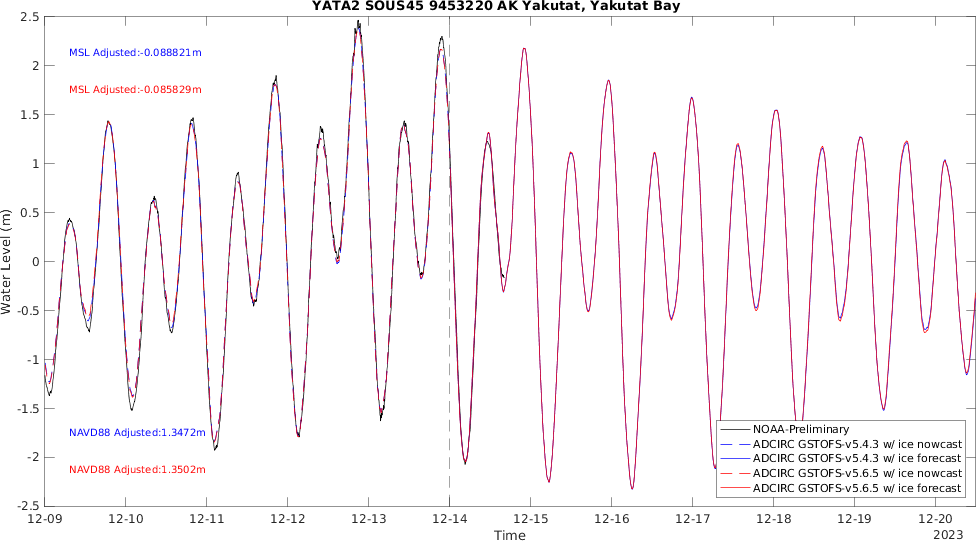 YATA2 SOUS45 9453220 AK Yakutat, Yakutat Bay
MSL Adjusted:-0.088821m
MSL Adjusted:-0.085829m
NAVD88 Adjusted:1.3472m
NAVD88 Adjusted:1.3502m
Water Level (m)
2.5
2
1.5
1
0.5
0
-0.5
-1
-1.5
-2
-2.5
NOAA-Preliminary
ADCIRC GSTOFS-v5.4.3 w/ ice nowcast
ADCIRC GSTOFS-v5.4.3 w/ ice forecast
ADCIRC GSTOFS-v5.6.5 w/ ice nowcast
ADCIRC GSTOFS-v5.6.5 w/ ice forecast
12-09 12-10 12-11 12-12 12-13 12-14 12-15 12-16 12-17 12-18 12-19 12-20
Time
2023